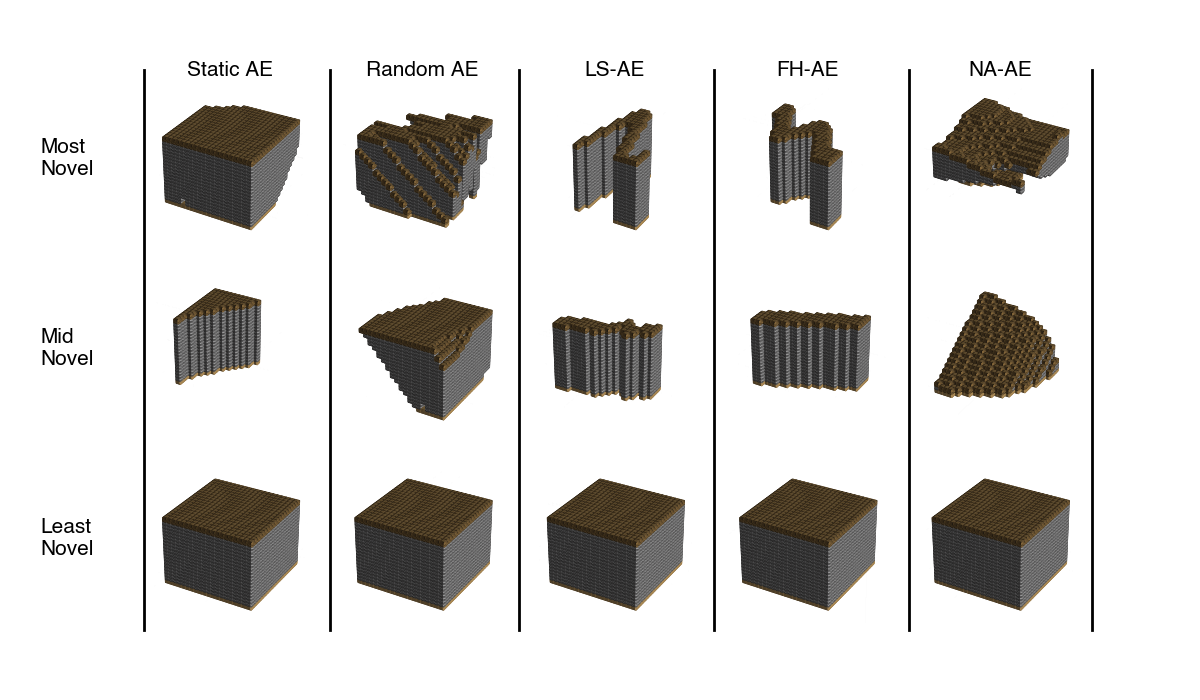 Static AE
Random AE
LS-AE
FH-AE
NA-AE
Most
Novel
Mid
Novel
Least
Novel